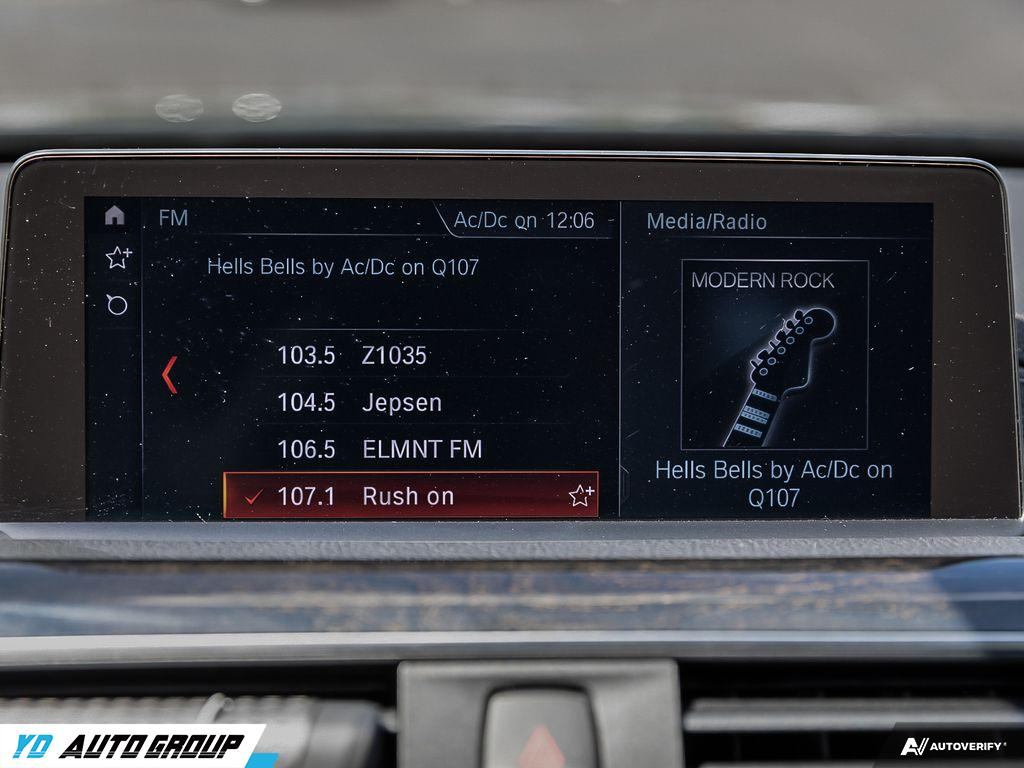 FM
Ac/Dc on 12:06
Hells Bells by Ac/Dc on Q107
103.5 Z1035
104.5 Jepsen
106.5 ELMNT FM
107.1 Rush on
Media/Radio
MODERN ROCK
Hells Bells by Ac/Dc on
Q107
YD AUTO GROUP
AUTOVERIFY